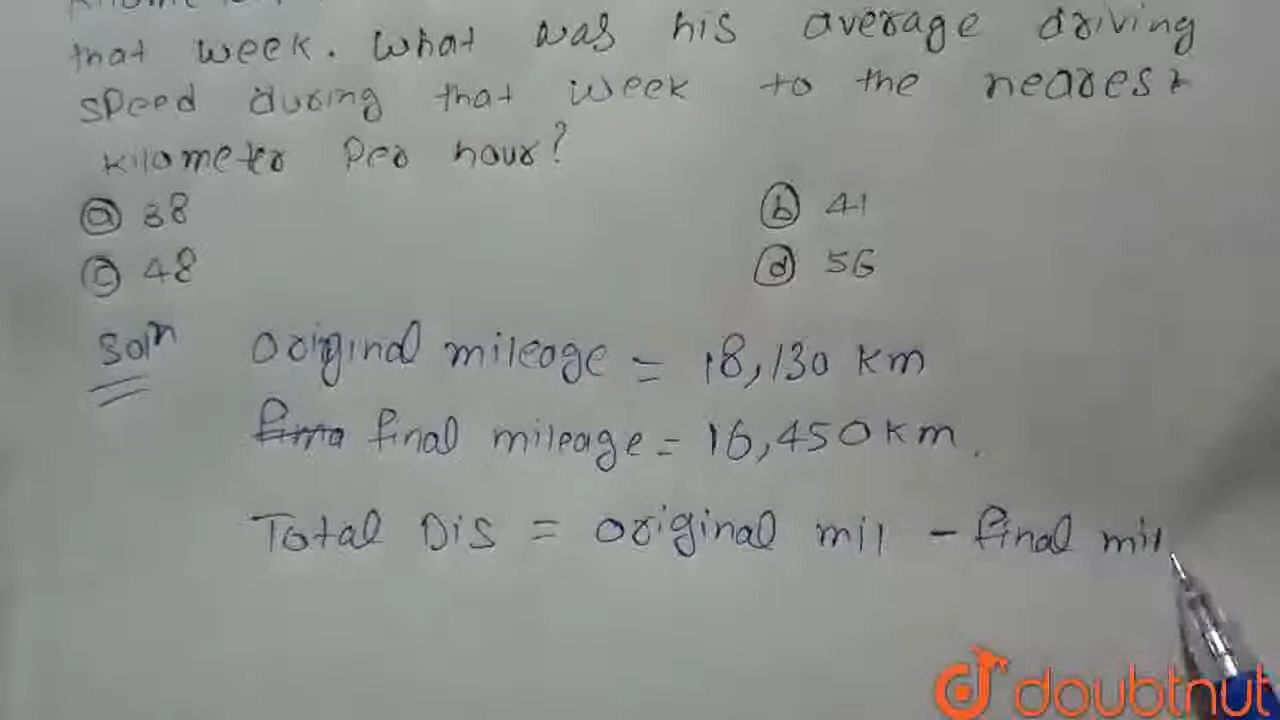 that week. What was his average driving
speed during that week to the nearest
kilometer per hour?
(a) 38 (b) 41
(c) 48 (d) 56
Soln Original mileage = 18,130 km
final mileage = 16,450 km.
Total Dis = original mil - final mil
doubtnut